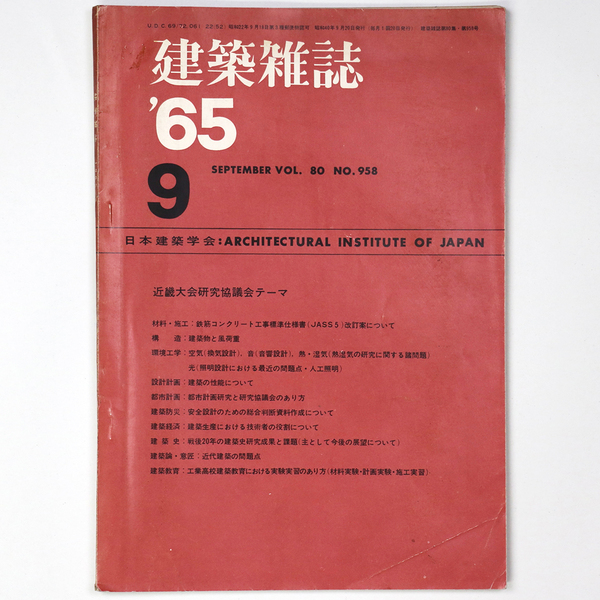 建築雑誌
'65
9
SEPTEMBER VOL. 80 NO. 958
日本建築学会:ARCHITECTURAL INSTITUTE OF JAPAN
近畿大会研究協議会テーマ
材料・施工:鉄筋コンクリート工事標準仕様書(JASS5)改訂案について
構 造:建築物と風荷重
環境工学:空気(換気設計)、音(音響設計)、熱・湿気(熱湿気の研究に関する諸問題)
光(照明設計における最近の問題点・人工照明)
設計計画:建築の性能について
都市計画:都市計画研究と研究協議会のあり方
建築防災:安全設計のための総合判断資料作成について
建築経済:建築生産における技術者の役割について
建 築 史:戦後20年の建築史研究成果と課題(主として今後の展望について)
建築論・意匠:近代建築の問題点
建築教育:工業高校建築教育における実験実習のあり方(材料実験・計画実験・施工実習)